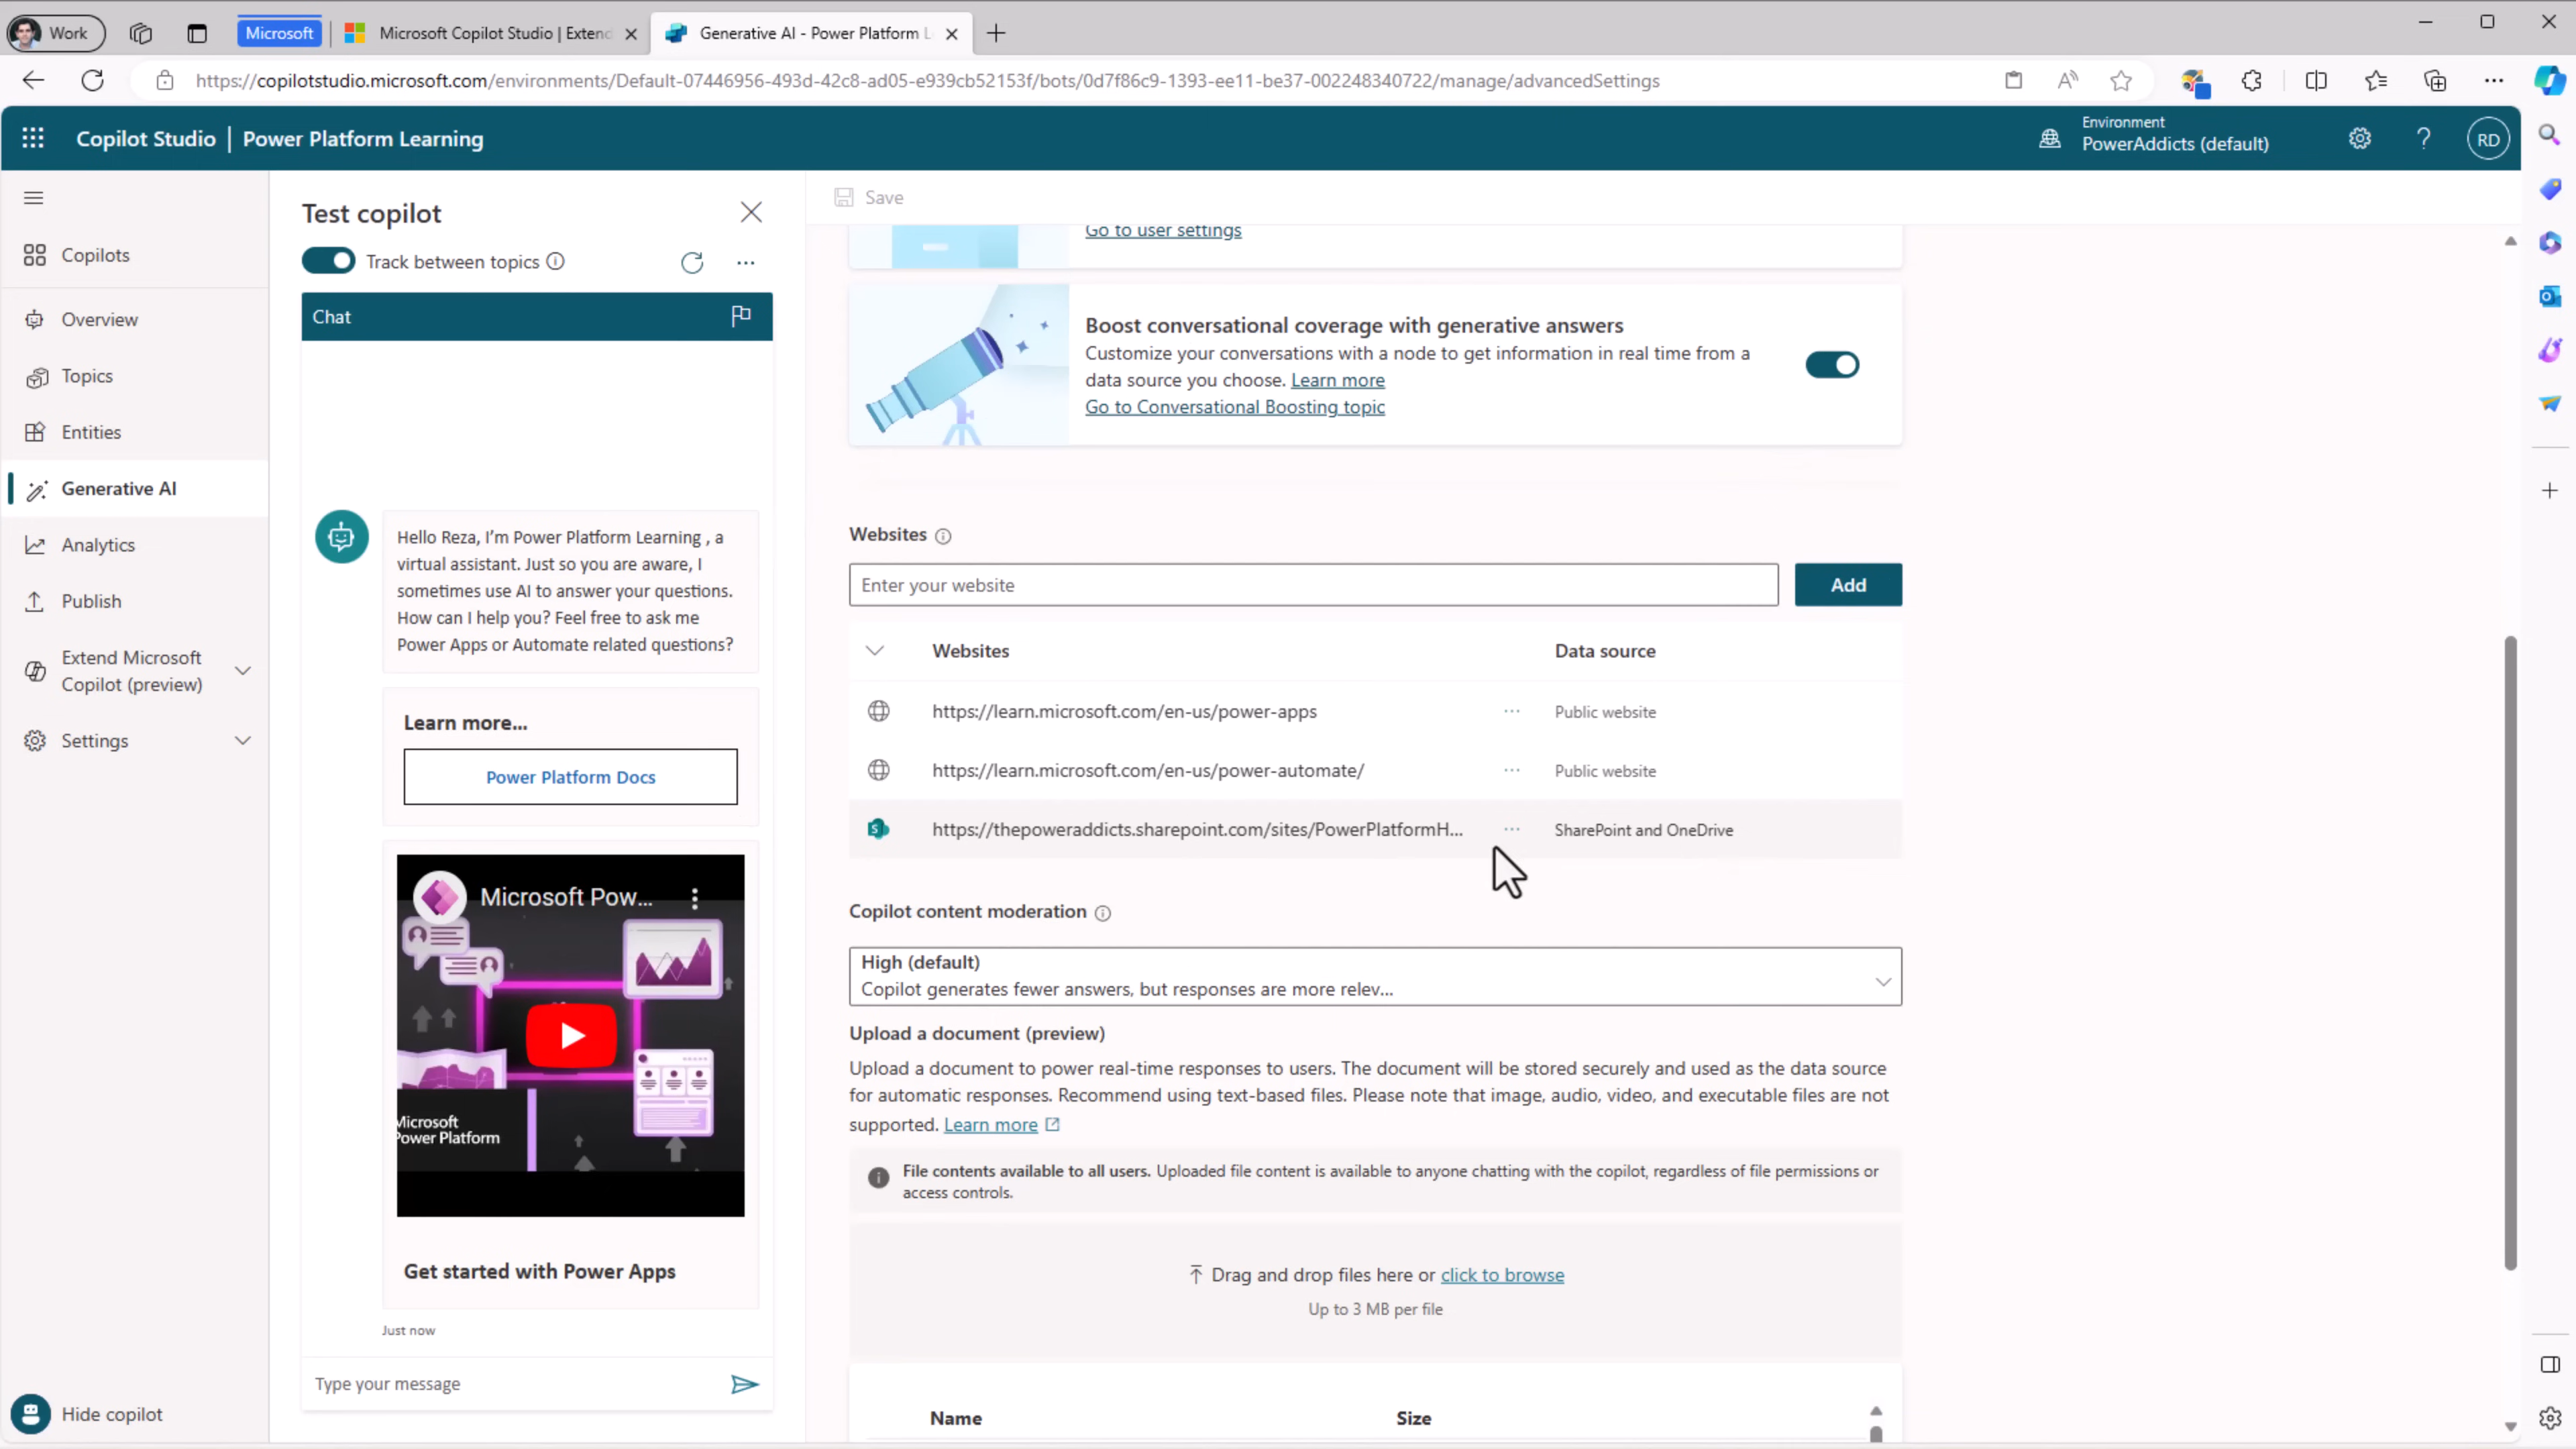 Work
Microsoft
Microsoft Copilot Studio | Extend
Generative AI - Power Platform L
https://copilotstudio.microsoft.com/environments/Default-07446956-493d-42c8-ad05-e939cb52153f/bots/0d7f86c9-1393-ee11-be37-002248340722/manage/advancedSettings
Copilot Studio | Power Platform Learning
Environment
PowerAddicts (default)
RD
Copilots
Overview
Topics
Entities
Generative AI
Analytics
Publish
Extend Microsoft
Copilot (preview)
Settings
Hide copilot
Test copilot
Track between topics
Chat
Hello Reza, I'm Power Platform Learning , a
virtual assistant. Just so you are aware, I
sometimes use AI to answer your questions.
How can I help you? Feel free to ask me
Power Apps or Automate related questions?
Learn more...
Power Platform Docs
Microsoft Pow...
Microsoft
Power Platform
Get started with Power Apps
Just now
Type your message
Save
Go to user settings
Boost conversational coverage with generative answers
Customize your conversations with a node to get information in real time from a
data source you choose. Learn more
Go to Conversational Boosting topic
Websites
Enter your website
Add
Websites Data source
https://learn.microsoft.com/en-us/power-apps ... Public website
https://learn.microsoft.com/en-us/power-automate/ ... Public website
https://thepoweraddicts.sharepoint.com/sites/PowerPlatformH... ... SharePoint and OneDrive
Copilot content moderation
High (default)
Copilot generates fewer answers, but responses are more relev...
Upload a document (preview)
Upload a document to power real-time responses to users. The document will be stored securely and used as the data source
for automatic responses. Recommend using text-based files. Please note that image, audio, video, and executable files are not
supported. Learn more
File contents available to all users. Uploaded file content is available to anyone chatting with the copilot, regardless of file permissions or
access controls.
Drag and drop files here or click to browse
Up to 3 MB per file
Name Size